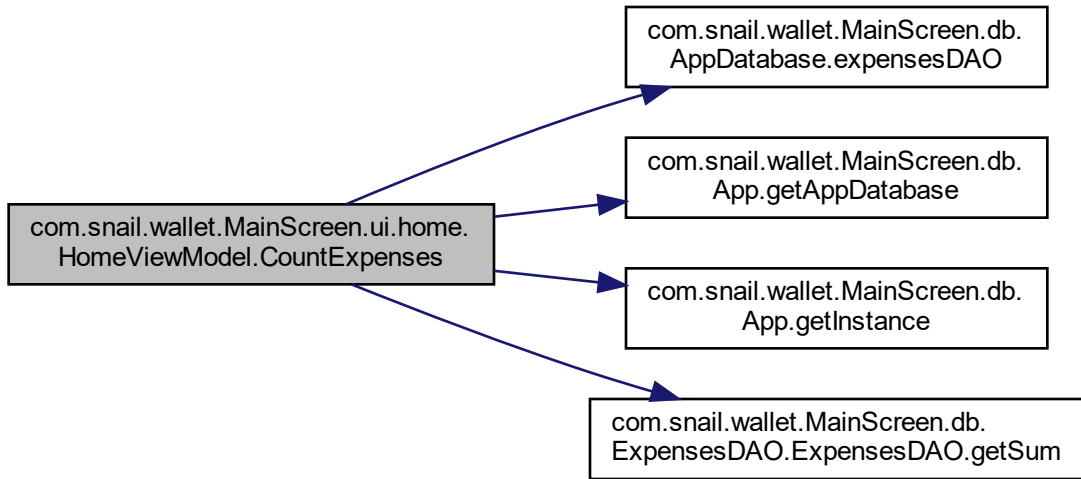 com.snail.wallet.MainScreen.db.
AppDatabase.expensesDAO
com.snail.wallet.MainScreen.db.
App.getAppDatabase
com.snail.wallet.MainScreen.ui.home.
HomeViewModel.CountExpenses
com.snail.wallet.MainScreen.db.
App.getInstance
com.snail.wallet.MainScreen.db.
ExpensesDAO.ExpensesDAO.getSum